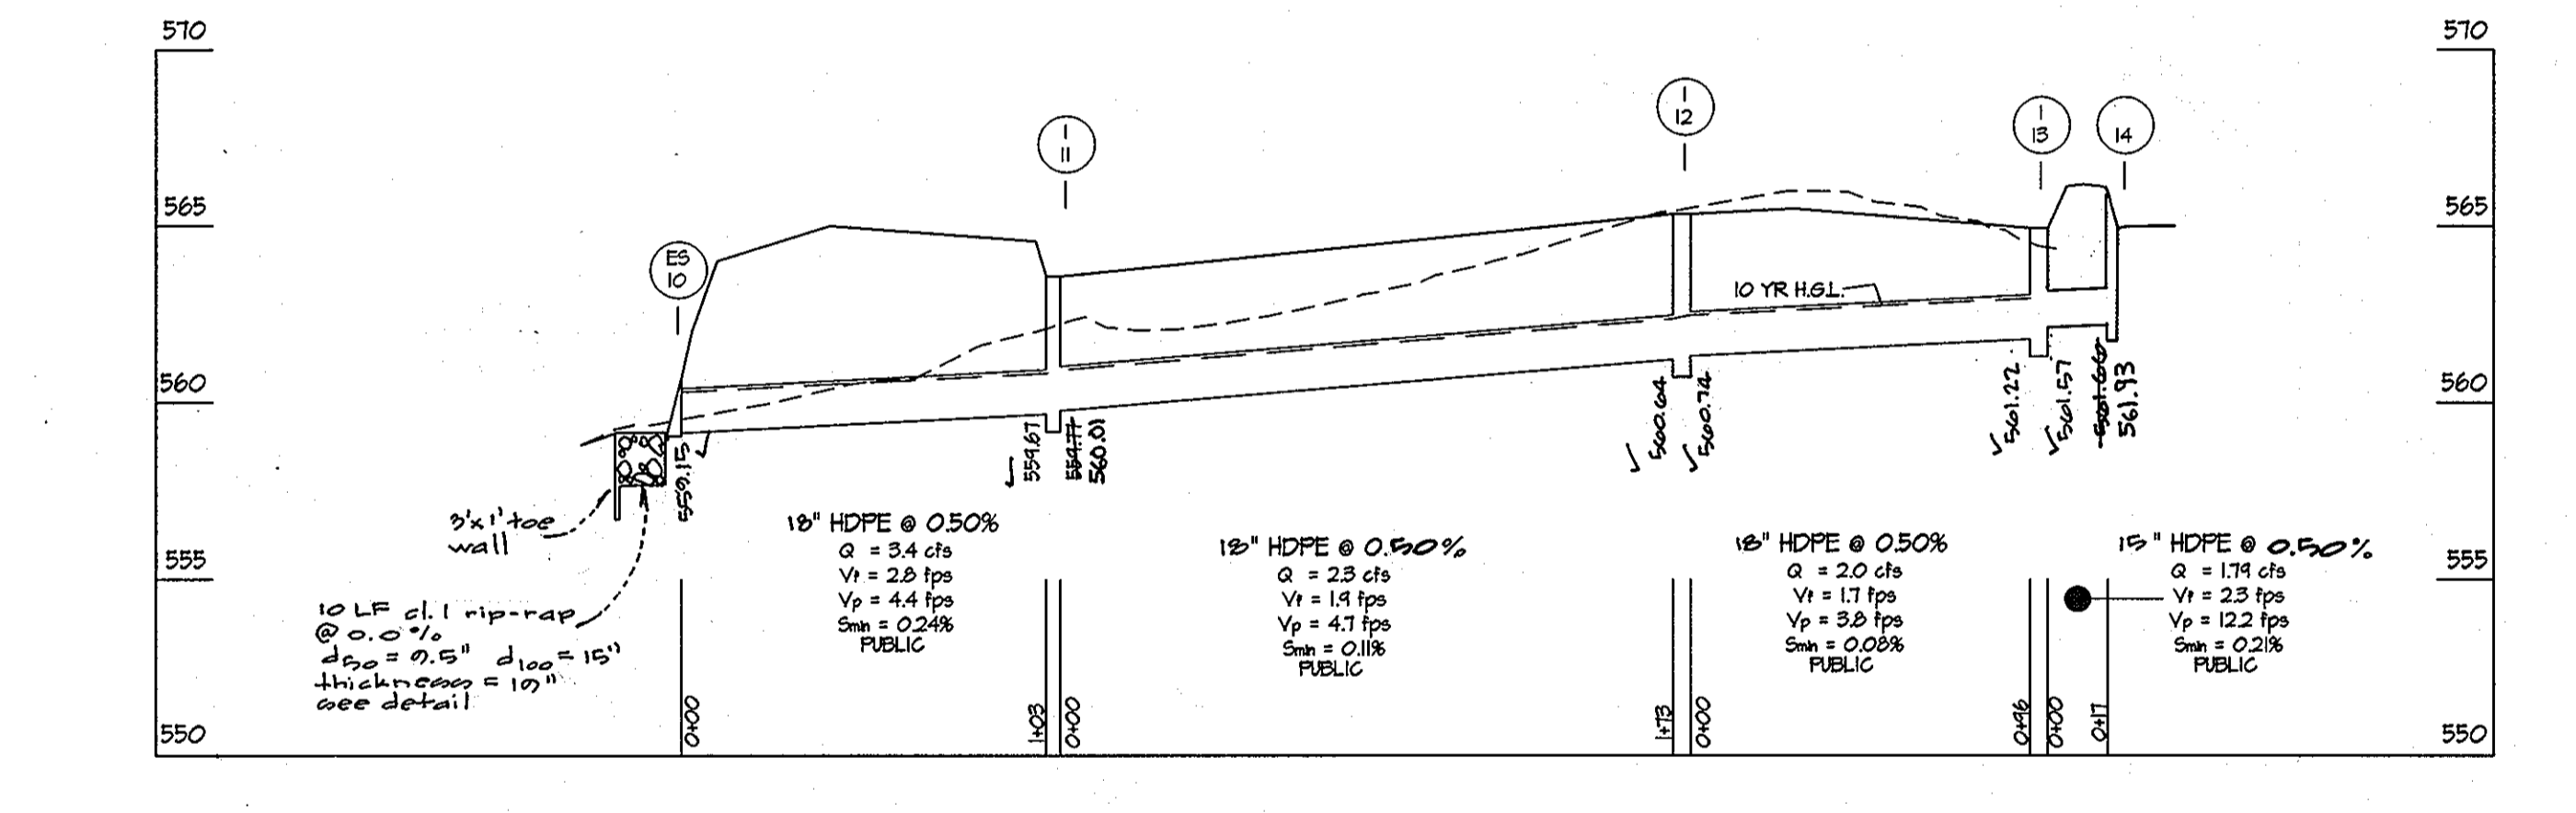 570
570
I
12
I
13
14
I
11
565
565
ES
10
10 YR H.G.L.
560
560
559.15
559.67
559.77
560.01
560.64
560.74
561.22
561.57
561.66
561.93
3'x1' toe
wall
10 LF cl.1 rip-rap
@ 0.0%
d50 = 9.5" d100 = 15"
thickness = 19"
see detail
18" HDPE @ 0.50%
Q = 3.4 cfs
Vf = 2.8 fps
Vp = 4.4 fps
Smin = 0.24%
PUBLIC
18" HDPE @ 0.50%
Q = 2.3 cfs
Vf = 1.9 fps
Vp = 4.7 fps
Smin = 0.11%
PUBLIC
18" HDPE @ 0.50%
Q = 2.0 cfs
Vf = 1.7 fps
Vp = 3.8 fps
Smin = 0.08%
PUBLIC
15" HDPE @ 0.50%
Q = 1.79 cfs
Vf = 2.3 fps
Vp = 12.2 fps
Smin = 0.21%
PUBLIC
555
555
0+00
1+03
0+00
1+73
0+00
0+96
0+00
0+17
550
550